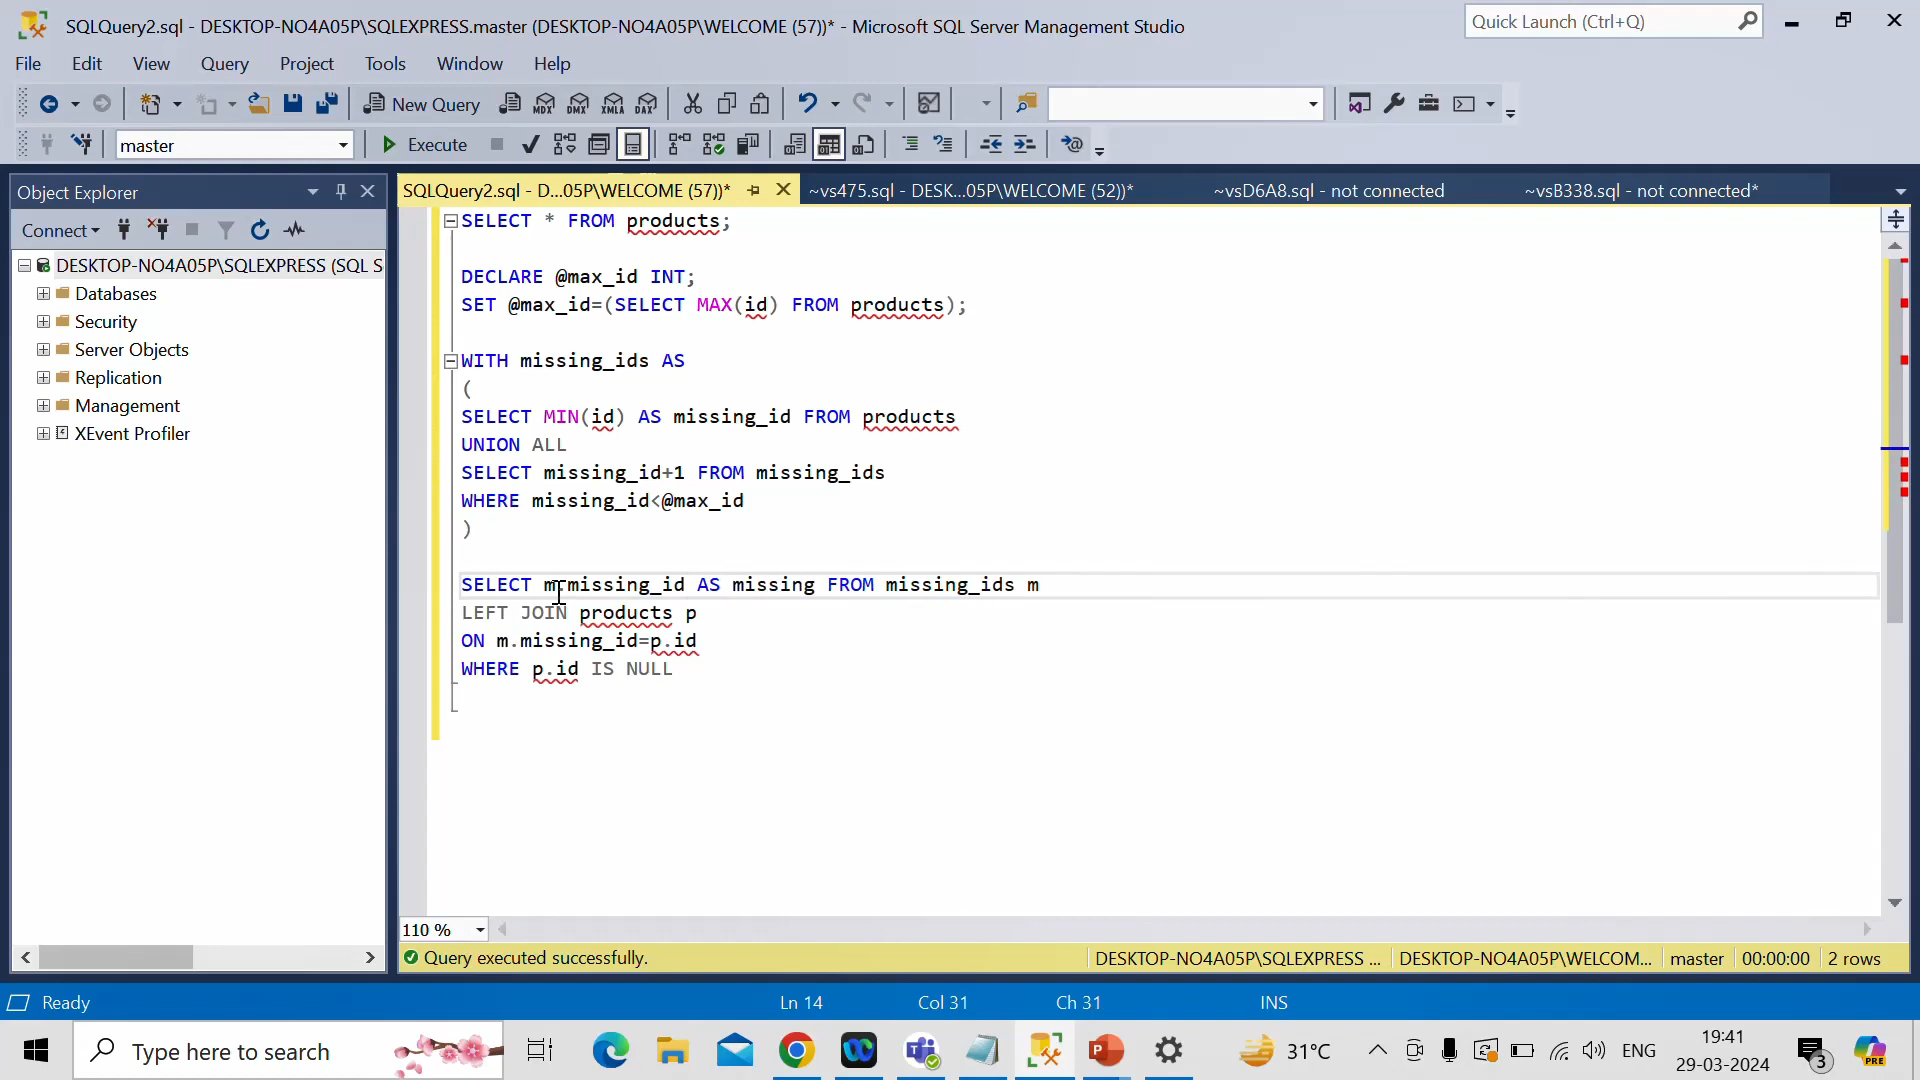 SQLQuery2.sql - DESKTOP-NO4A05P\SQLEXPRESS.master (DESKTOP-NO4A05P\WELCOME (57))* - Microsoft SQL Server Management Studio
Quick Launch (Ctrl+Q)
File Edit View Query Project Tools Window Help
New Query
MDX DMX XMLA DAX
master
Execute
Object Explorer
SQLQuery2.sql - D...05P\WELCOME (57))*
~vs475.sql - DESK...05P\WELCOME (52))*
~vsD6A8.sql - not connected
~vsB338.sql - not connected*
Connect
DESKTOP-NO4A05P\SQLEXPRESS (SQL S
Databases
Security
Server Objects
Replication
Management
XEvent Profiler
SELECT * FROM products;
DECLARE @max_id INT;
SET @max_id=(SELECT MAX(id) FROM products);
WITH missing_ids AS
(
SELECT MIN(id) AS missing_id FROM products
UNION ALL
SELECT missing_id+1 FROM missing_ids
WHERE missing_id<@max_id
)
SELECT m.missing_id AS missing FROM missing_ids m
LEFT JOIN products p
ON m.missing_id=p.id
WHERE p.id IS NULL
110 %
Query executed successfully.
DESKTOP-NO4A05P\SQLEXPRESS ...
DESKTOP-NO4A05P\WELCOM...
master
00:00:00
2 rows
Ready
Ln 14
Col 31
Ch 31
INS
Type here to search
31°C
ENG
19:41
29-03-2024
3
PRE